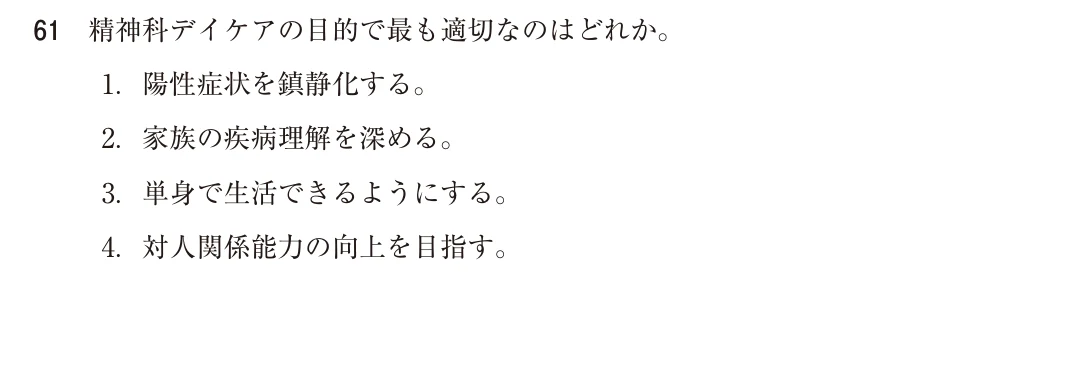 61 精神科デイケアの目的で最も適切なのはどれか。
1. 陽性症状を鎮静化する。
2. 家族の疾病理解を深める。
3. 単身で生活できるようにする。
4. 対人関係能力の向上を目指す。